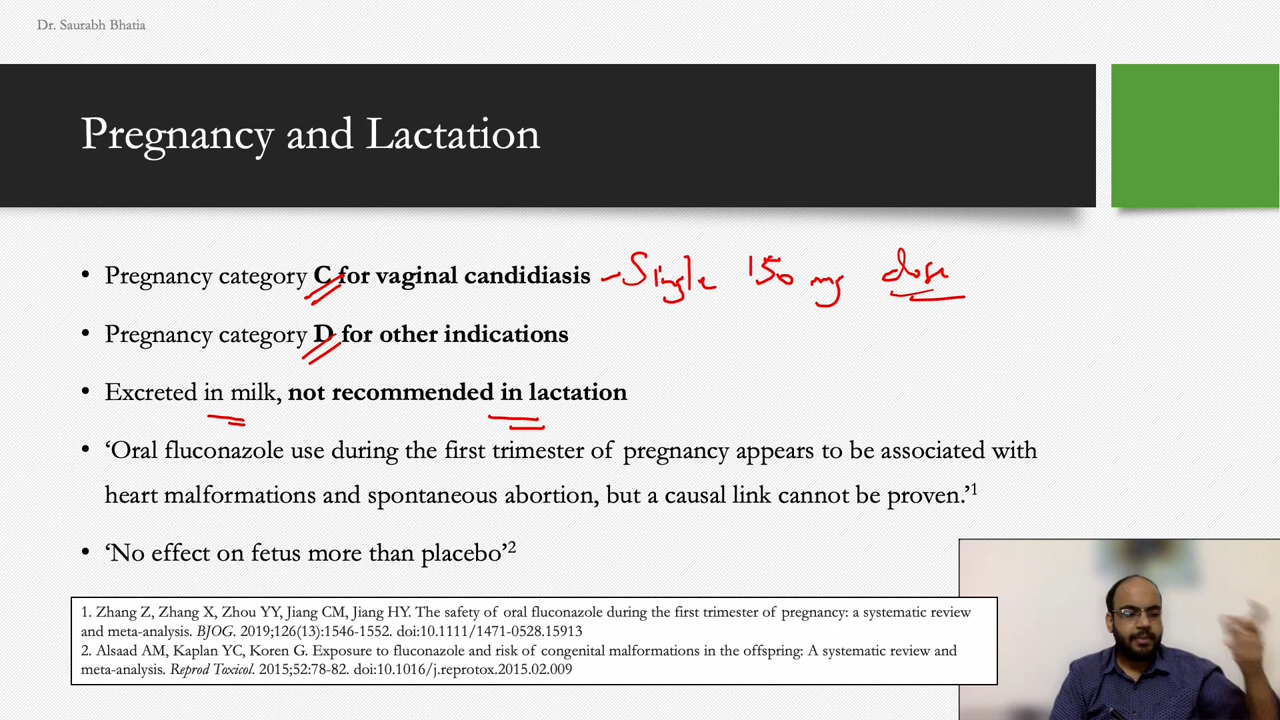 Dr. Saurabh Bhatia
Pregnancy and Lactation
• Pregnancy category C for vaginal candidiasis - Single 150 mg dose
• Pregnancy category D for other indications
• Excreted in milk, not recommended in lactation
• ‘Oral fluconazole use during the first trimester of pregnancy appears to be associated with
heart malformations and spontaneous abortion, but a causal link cannot be proven.’1
• ‘No effect on fetus more than placebo’2
1. Zhang Z, Zhang X, Zhou YY, Jiang CM, Jiang HY. The safety of oral fluconazole during the first trimester of pregnancy: a systematic review
and meta-analysis. BJOG. 2019;126(13):1546-1552. doi:10.1111/1471-0528.15913
2. Alsaad AM, Kaplan YC, Koren G. Exposure to fluconazole and risk of congenital malformations in the offspring: A systematic review and
meta-analysis. Reprod Toxicol. 2015;52:78-82. doi:10.1016/j.reprotox.2015.02.009